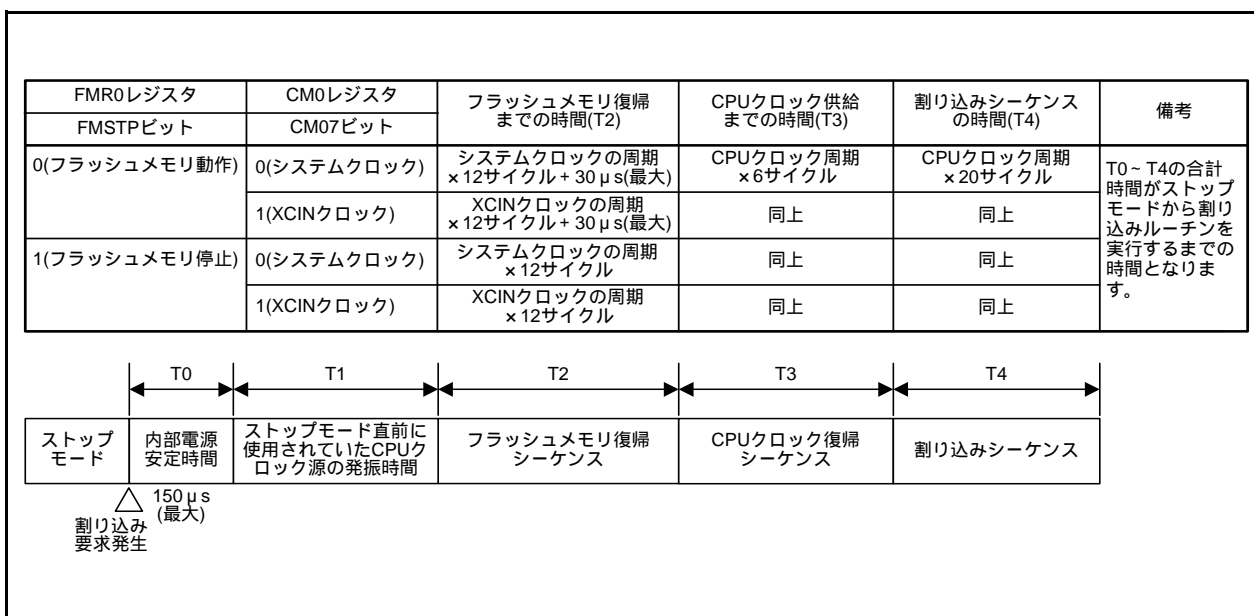 FMR0レジスタ
FMSTPビット
CM0レジスタ
CM07ビット
フラッシュメモリ復帰
までの時間(T2)
CPUクロック供給
までの時間(T3)
割り込みシーケンス
の時間(T4)
備考
0(フラッシュメモリ動作)
0(システムクロック)
システムクロックの周期
×12サイクル + 30μs(最大)
CPUクロック周期
×6サイクル
CPUクロック周期
×20サイクル
T0~T4の合計
時間がストップ
モードから割り
込みルーチンを
実行するまでの
時間となりま
す。
1(XCINクロック)
XCINクロックの周期
×12サイクル + 30μs(最大)
同上
同上
1(フラッシュメモリ停止)
0(システムクロック)
システムクロックの周期
×12サイクル
同上
同上
1(XCINクロック)
XCINクロックの周期
×12サイクル
同上
同上
T0
T1
T2
T3
T4
ストップ
モード
内部電源
安定時間
ストップモード直前に
使用されていたCPUク
ロック源の発振時間
フラッシュメモリ復帰
シーケンス
CPUクロック復帰
シーケンス
割り込みシーケンス
150μs
(最大)
割り込み
要求発生